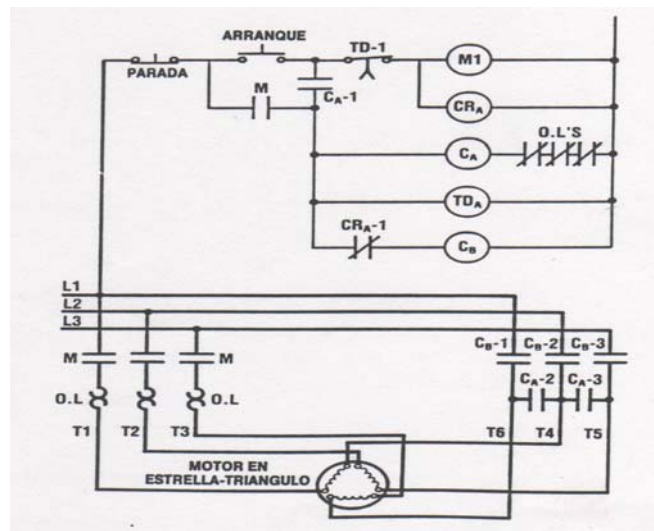 ARRANQUE
TD-1
M1
PARADA
M
CA-1
CRA
O.L'S
CA
TDA
CRA-1
CB
L1
L2
L3
M
M
CB-1 CB-2 CB-3
O.L
O.L
CA-2 CA-3
T1 T2 T3
T6 T4 T5
MOTOR EN
ESTRELLA-TRIANGULO